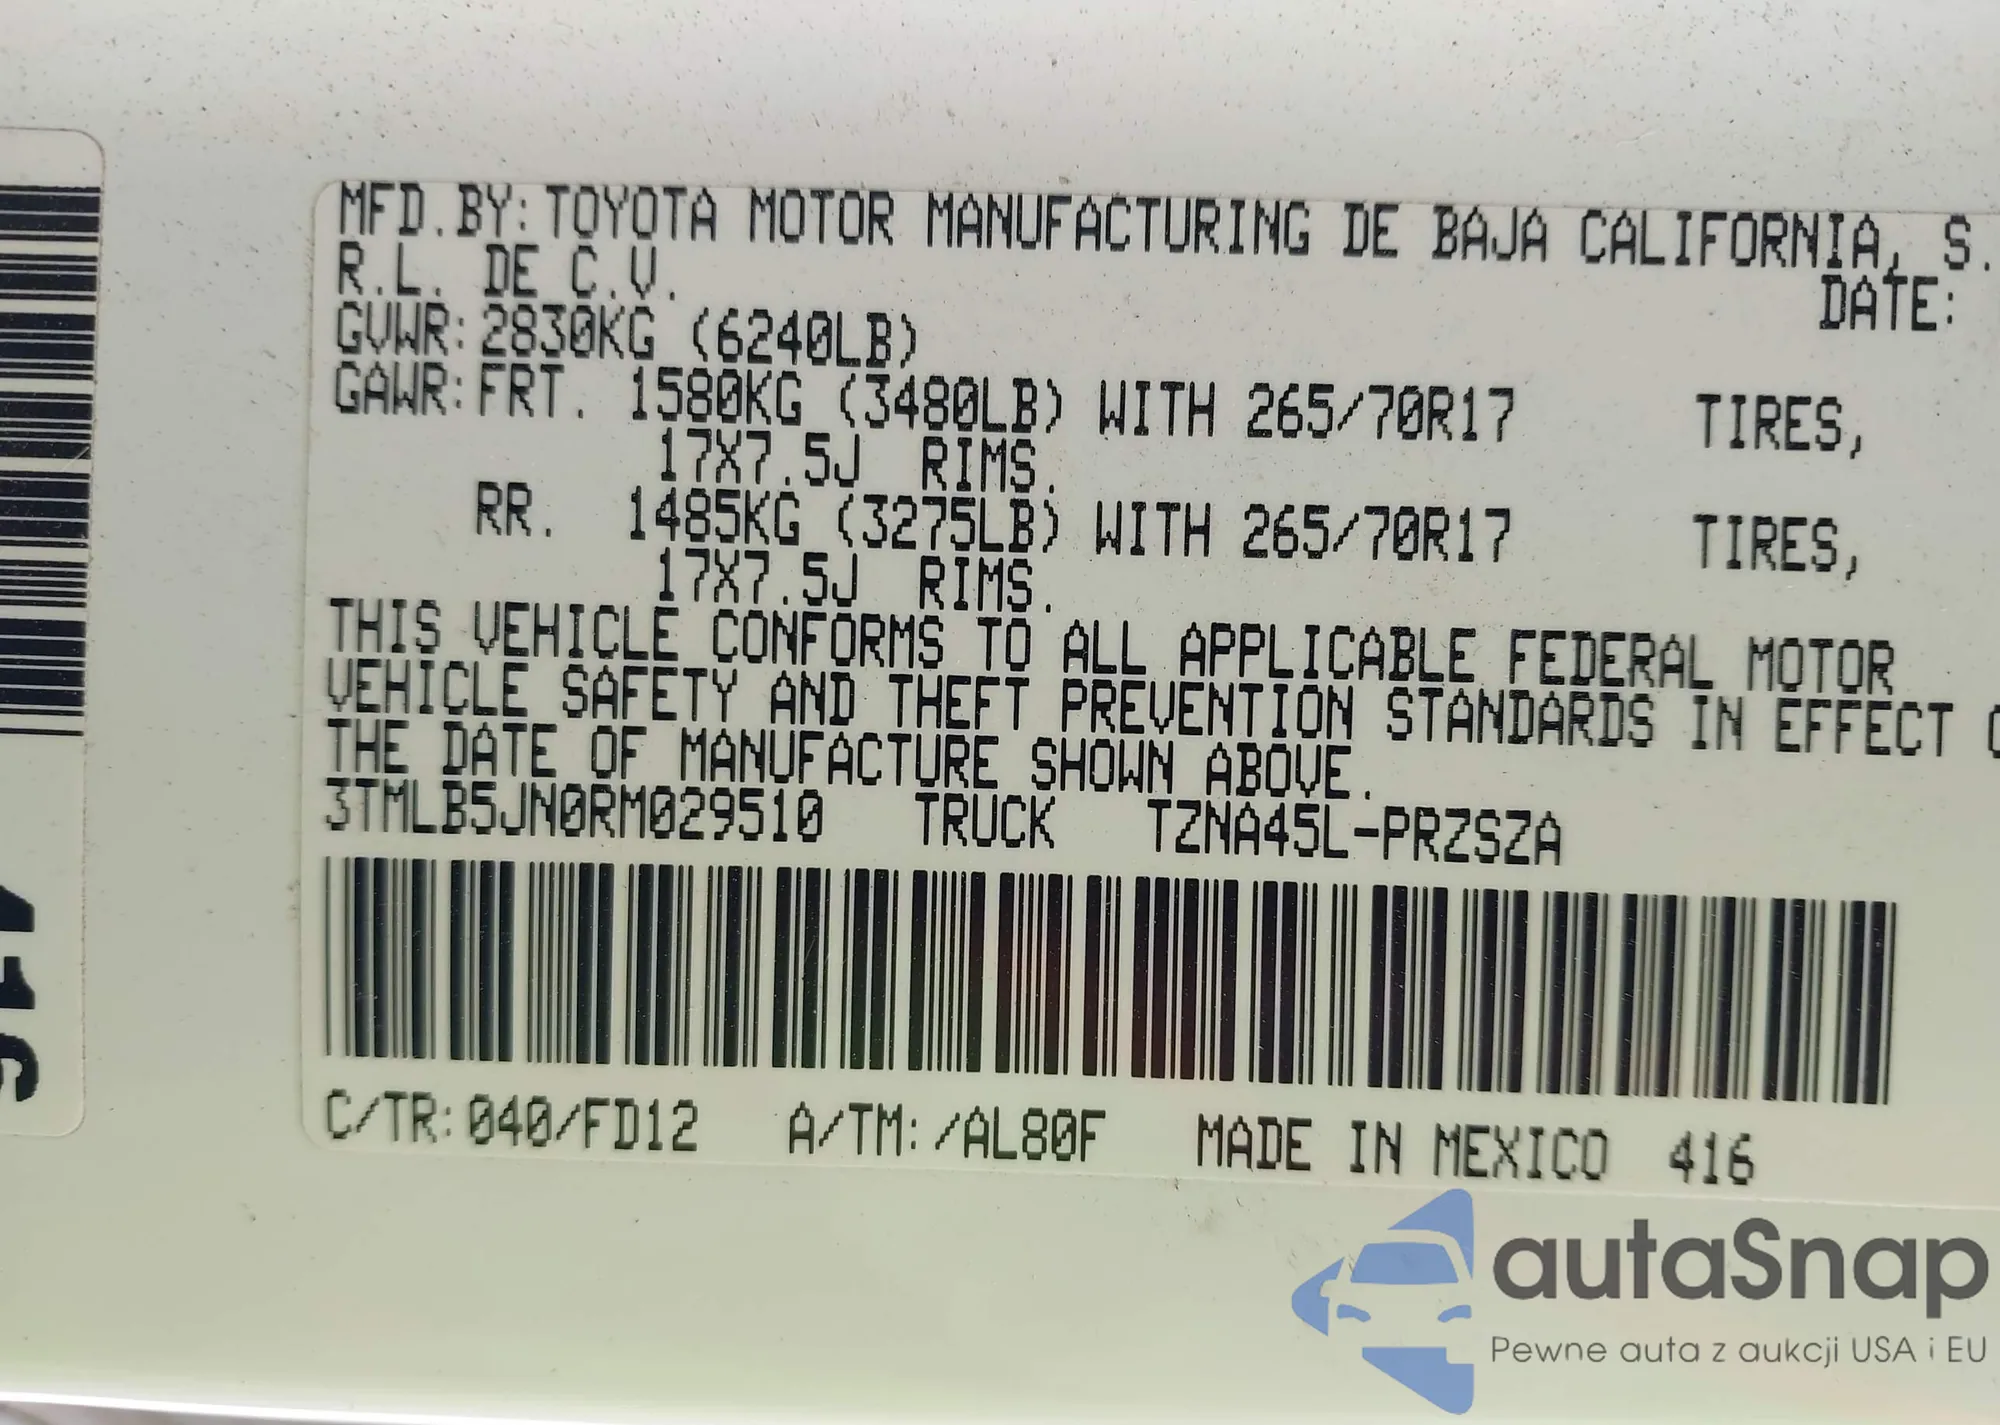 MFD.BY:TOYOTA MOTOR MANUFACTURING DE BAJA CALIFORNIA, S.
R.L. DE C.V.
DATE:
GVWR:2830KG (6240LB)
GAWR:FRT. 1580KG (3480LB) WITH 265/70R17 TIRES,
17X7.5J RIMS.
RR. 1485KG (3275LB) WITH 265/70R17 TIRES,
17X7.5J RIMS.
THIS VEHICLE CONFORMS TO ALL APPLICABLE FEDERAL MOTOR
VEHICLE SAFETY AND THEFT PREVENTION STANDARDS IN EFFECT
THE DATE OF MANUFACTURE SHOWN ABOVE.
3TMLB5JN0RM029510 TRUCK TZNA45L-PRZSZA
C/TR:040/FD12 A/TM:/AL80F MADE IN MEXICO 416
416
autaSnap
Pewne auta z aukcji USA i EU